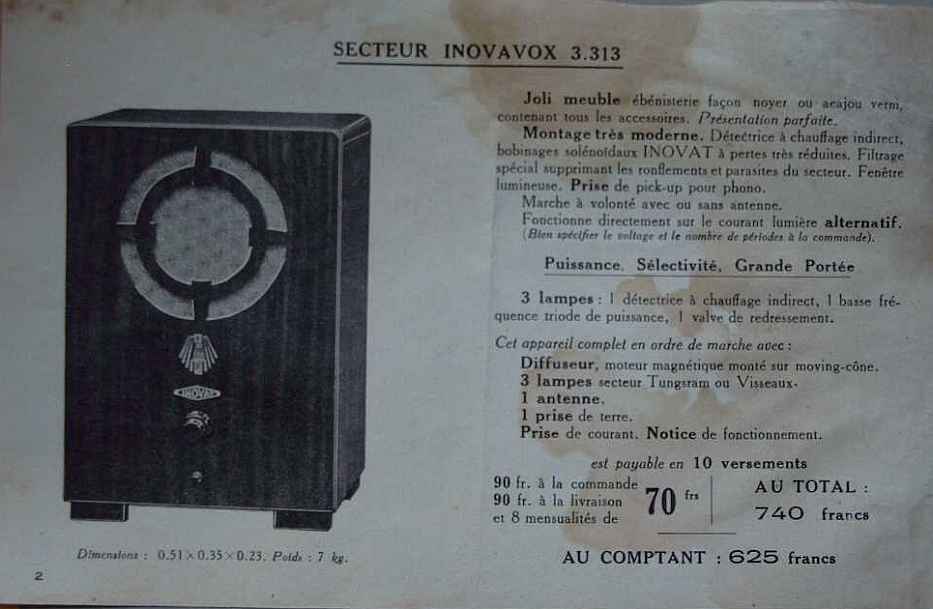 SECTEUR INOVAVOX 3.313
Joli meuble ébénisterie façon noyer ou acajou verni,
contenant tous les accessoires. Présentation parfaite.
Montage très moderne. Détectrice à chauffage indirect,
bobinages solénoïdaux INOVAT à pertes très réduites. Filtrage
spécial supprimant les ronflements et parasites du secteur. Fenêtre
lumineuse. Prise de pick-up pour phono.
Marche à volonté avec ou sans antenne.
Fonctionne directement sur le courant lumière alternatif.
(Bien spécifier le voltage et le nombre de périodes à la commande).
Puissance, Sélectivité, Grande Portée
3 lampes : 1 détectrice à chauffage indirect, 1 basse fré-
quence triode de puissance, 1 valve de redressement.
Cet appareil complet en ordre de marche avec :
Diffuseur, moteur magnétique monté sur moving-cône.
3 lampes secteur Tungsram ou Visseaux.
1 antenne.
1 prise de terre.
Prise de courant. Notice de fonctionnement.
est payable en 10 versements
90 fr. à la commande
90 fr. à la livraison
et 8 mensualités de
70 frs
AU TOTAL :
740 francs
AU COMPTANT : 625 francs
INOVAT
Dimensions : 0.51 × 0.35 × 0.23. Poids : 7 kg.
2